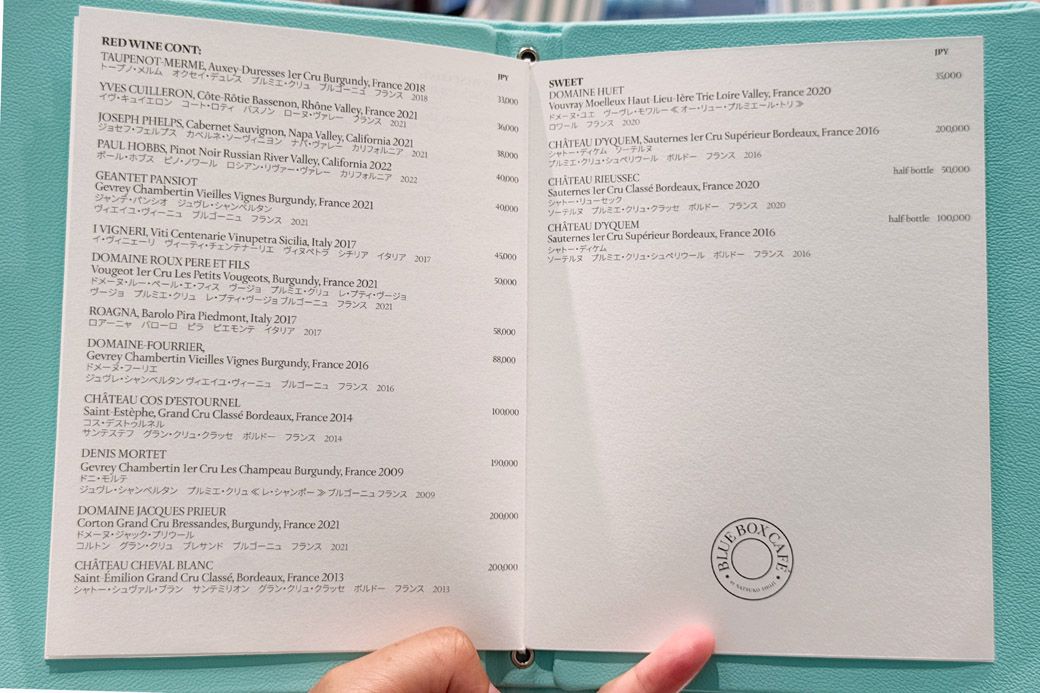 RED WINE CONT:
JPY
TAUPENOT-MERME, Auxey-Duresses 1er Cru Burgundy, France 2018
トープノ・メルム オクセイ・デュレス プルミエ・クリュ ブルゴーニュ フランス 2018
33,000
YVES CUILLERON, Côte-Rôtie Bassenon, Rhône Valley, France 2021
イヴ・キュイエロン コート・ロティ バスノン ローヌ・ヴァレー フランス 2021
36,000
JOSEPH PHELPS, Cabernet Sauvignon, Napa Valley, California 2021
ジョセフ・フェルプス カベルネ・ソーヴィニヨン ナパ・ヴァレー カリフォルニア 2021
38,000
PAUL HOBBS, Pinot Noir Russian River Valley, California 2022
ポール・ホブス ピノ・ノワール ロシアン・リヴァー・ヴァレー カリフォルニア 2022
40,000
GEANTET PANSIOT
Gevrey Chambertin Vieilles Vignes Burgundy, France 2021
ジャンテ・パンシオ ジュヴレ・シャンベルタン
ヴィエイユ・ヴィーニュ ブルゴーニュ フランス 2021
40,000
I VIGNERI, Viti Centenarie Vinupetra Sicilia, Italy 2017
イ・ヴィニエーリ ヴィーティ・チェンテナーリエ ヴィヌペトラ シチリア イタリア 2017
45,000
DOMAINE ROUX PERE ET FILS
Vougeot 1er Cru Les Petits Vougeots, Burgundy, France 2021
ドメーヌ・ルー・ペール・エ・フィス ヴージョ プルミエ・クリュ レ・プティ・ヴージョ
ヴージョ プルミエ・クリュ レ・プティ・ヴージョ ブルゴーニュ フランス 2021
50,000
ROAGNA, Barolo Pira Piedmont, Italy 2017
ロアーニャ バローロ ピラ ピエモンテ イタリア 2017
58,000
DOMAINE-FOURRIER,
Gevrey Chambertin Vieilles Vignes Burgundy, France 2016
ドメーヌ・フーリエ
ジュヴレ・シャンベルタン ヴィエイユ・ヴィーニュ ブルゴーニュ フランス 2016
88,000
CHÂTEAU COS D'ESTOURNEL
Saint-Estèphe, Grand Cru Classé Bordeaux, France 2014
コス・デストゥルネル
サンテステフ グラン・クリュ・クラッセ ボルドー フランス 2014
100,000
DENIS MORTET
Gevrey Chambertin 1er Cru Les Champeau Burgundy, France 2009
ドニ・モルテ
ジュヴレ・シャンベルタン プルミエ・クリュ ≪ レ・シャンポー ≫ ブルゴーニュ フランス 2009
190,000
DOMAINE JACQUES PRIEUR
Corton Grand Cru Bressandes, Burgundy, France 2021
ドメーヌ・ジャック・プリウール
コルトン グラン・クリュ ブレサンド ブルゴーニュ フランス 2021
200,000
CHÂTEAU CHEVAL BLANC
Saint-Émilion Grand Cru Classé, Bordeaux, France 2013
シャトー・シュヴァル・ブラン サンテミリオン グラン・クリュ・クラッセ ボルドー フランス 2013
200,000
JPY
SWEET
DOMAINE HUET
Vouvray Moelleux Haut-Lieu-1ère Trie Loire Valley, France 2020
ドメーヌ・ユエ ヴーヴレ・モワルー ≪ オー・リュー・プルミエール・トリ ≫
ロワール フランス 2020
35,000
CHÂTEAU D'YQUEM, Sauternes 1er Cru Supérieur Bordeaux, France 2016
シャトー・ディケム ソーテルヌ
プルミエ・クリュ・シュペリウール ボルドー フランス 2016
200,000
CHÂTEAU RIEUSSEC
Sauternes 1er Cru Classé Bordeaux, France 2020
シャトー・リューセック
ソーテルヌ プルミエ・クリュ・クラッセ ボルドー フランス 2020
half bottle 50,000
CHÂTEAU D'YQUEM
Sauternes 1er Cru Supérieur Bordeaux, France 2016
シャトー・ディケム
ソーテルヌ プルミエ・クリュ・シュペリウール ボルドー フランス 2016
half-bottle 100,000
BLUE BOX CAFE
BY NATSUKO SHOJI